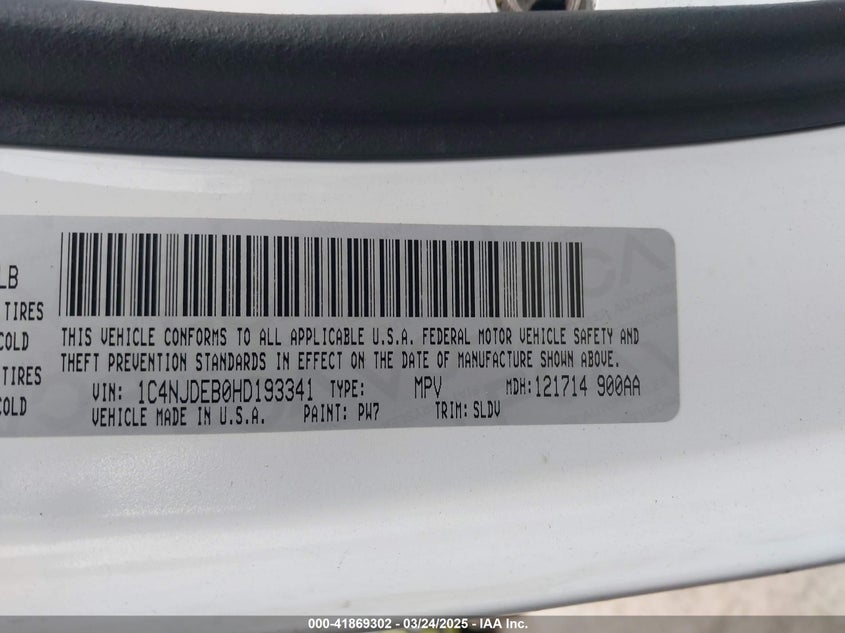 LB
TIRES
COLD
TIRES
COLD
THIS VEHICLE CONFORMS TO ALL APPLICABLE U.S.A. FEDERAL MOTOR VEHICLE SAFETY AND
THEFT PREVENTION STANDARDS IN EFFECT ON THE DATE OF MANUFACTURE SHOWN ABOVE.
VIN: 1C4NJDEB0HD193341 TYPE: MPV MDH:121714 900AA
VEHICLE MADE IN U.S.A. PAINT: PW7 TRIM: SLDV
000-41869302 - 03/24/2025 - IAA Inc.